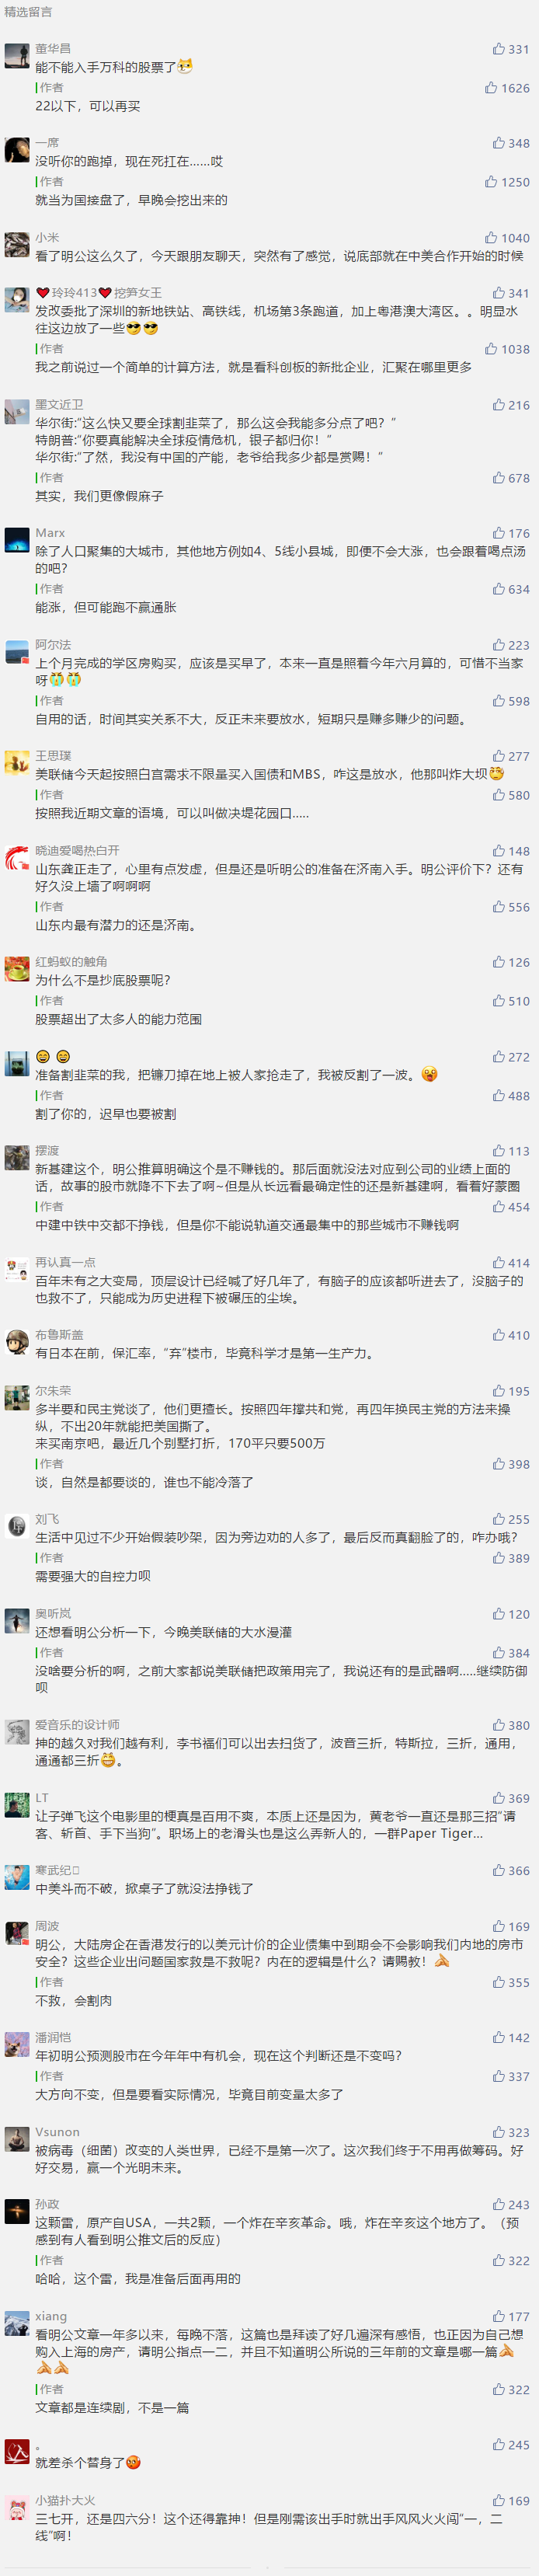 精选留言
董华昌
331
能不能入手万科的股票了
作者
1626
22以下，可以再买
一席
348
没听你的跑掉，现在死扛在……哎
作者
1250
就当为国接盘了，早晚会挖出来的
小米
1040
看了明公这么久了，今天跟朋友聊天，突然有了感觉，说底部就在中美合作开始的时候
玲玲413 挖笋女王
341
发改委批了深圳的新地铁站、高铁线，机场第3条跑道，加上粤港澳大湾区。。明显水
往这边放了一些
作者
1038
我之前说过一个简单的计算方法，就是看科创板的新批企业，汇聚在哪里更多
墨文近卫
216
华尔街:“这么快又要全球割韭菜了，那么这会我能多分点了吧？”
特朗普:“你要真能解决全球疫情危机，银子都归你！”
华尔街:“了然，我没有中国的产能，老爷给我多少都是赏赐！”
作者
678
其实，我们更像假麻子
Marx
176
除了人口聚集的大城市，其他地方例如4、5线小县城，即便不会大涨，也会跟着喝点汤
的吧？
作者
634
能涨，但可能跑不赢通胀
阿尔法
223
上个月完成的学区房购买，应该是买早了，本来一直是照着今年六月算的，可惜不当家
呀
作者
598
自用的话，时间其实关系不大，反正未来要放水，短期只是赚多赚少的问题。
王思璞
277
美联储今天起按照白宫需求不限量买入国债和MBS，咋这是放水，他那叫炸大坝
作者
580
按照我近期文章的语境，可以叫做决堤花园口.....
晓迪爱喝热白开
148
山东龚正走了，心里有点发虚，但是还是听明公的准备在济南入手。明公评价下？还有
好久没上墙了啊啊啊
作者
556
山东内最有潜力的还是济南。
红蚂蚁的触角
126
为什么不是抄底股票呢？
作者
510
股票超出了太多人的能力范围
272
准备割韭菜的我，把镰刀掉在地上被人家抢走了，我被反割了一波。
作者
488
割了你的，迟早也要被割
摆渡
113
新基建这个，明公推算明确这个是不赚钱的。那后面就没法对应到公司的业绩上面的
话，故事的股市就降不下去了啊~但是从长远看最确定性的还是新基建啊，看着好蒙圈
作者
454
中建中铁中交都不挣钱，但是你不能说轨道交通最集中的那些城市不赚钱啊
再认真一点
414
百年未有之大变局，顶层设计已经喊了好几年了，有脑子的应该都听进去了，没脑子的
也救不了，只能成为历史进程下被碾压的尘埃。
布鲁斯盖
410
有日本在前，保汇率，“弃”楼市，毕竟科学才是第一生产力。
尔朱荣
195
多半要和民主党谈了，他们更擅长。按照四年撑共和党，再四年换民主党的方法来操
纵，不出20年就能把美国撕了。
来买南京吧，最近几个别墅打折，170平只要500万
作者
398
谈，自然是都要谈的，谁也不能冷落了
刘飞
255
生活中见过不少开始假装吵架，因为旁边劝的人多了，最后反而真翻脸了的，咋办哦？
作者
389
需要强大的自控力呗
奥听岚
120
还想看明公分析一下，今晚美联储的大水漫灌
作者
384
没啥要分析的啊，之前大家都说美联储把政策用完了，我说还有的是武器啊.....继续防御
呗
爱音乐的设计师
380
抻的越久对我们越有利，李书福们可以出去扫货了，波音三折，特斯拉，三折，通用，
通通都三折。
LT
369
让子弹飞这个电影里的梗真是百用不爽，本质上还是因为，黄老爷一直还是那三招“请
客、斩首、手下当狗”。职场上的老滑头也是这么弄新人的，一群Paper Tiger...
寒武纪
366
中美斗而不破，掀桌子了就没法挣钱了
周波
169
明公，大陆房企在香港发行的以美元计价的企业债集中到期会不会影响我们内地的房市
安全？这些企业出问题国家救是不救呢？内在的逻辑是什么？请赐教！
作者
355
不救，会割肉
潘润恺
142
年初明公预测股市在今年年中有机会，现在这个判断还是不变吗？
作者
337
大方向不变，但是要看实际情况，毕竟目前变量太多了
Vsunon
323
被病毒（细菌）改变的人类世界，已经不是第一次了。这次我们终于不用再做筹码。好
好交易，赢一个光明未来。
孙政
243
这颗雷，原产自USA，一共2颗，一个炸在辛亥革命。哦，炸在辛亥这个地方了。（预
感到有人看到明公推文后的反应）
作者
322
哈哈，这个雷，我是准备后面再用的
xiang
177
看明公文章一年多以来，每晚不落，这篇也是拜读了好几遍深有感悟，也正因为自己想
购入上海的房产，请明公指点一二，并且不知道明公所说的三年前的文章是哪一篇
作者
322
文章都是连续剧，不是一篇
。
245
就差杀个替身了
小猫扑大火
169
三七开，还是四六分！这个还得靠抻！但是刚需该出手时就出手风风火火闯“一，二
线”啊！